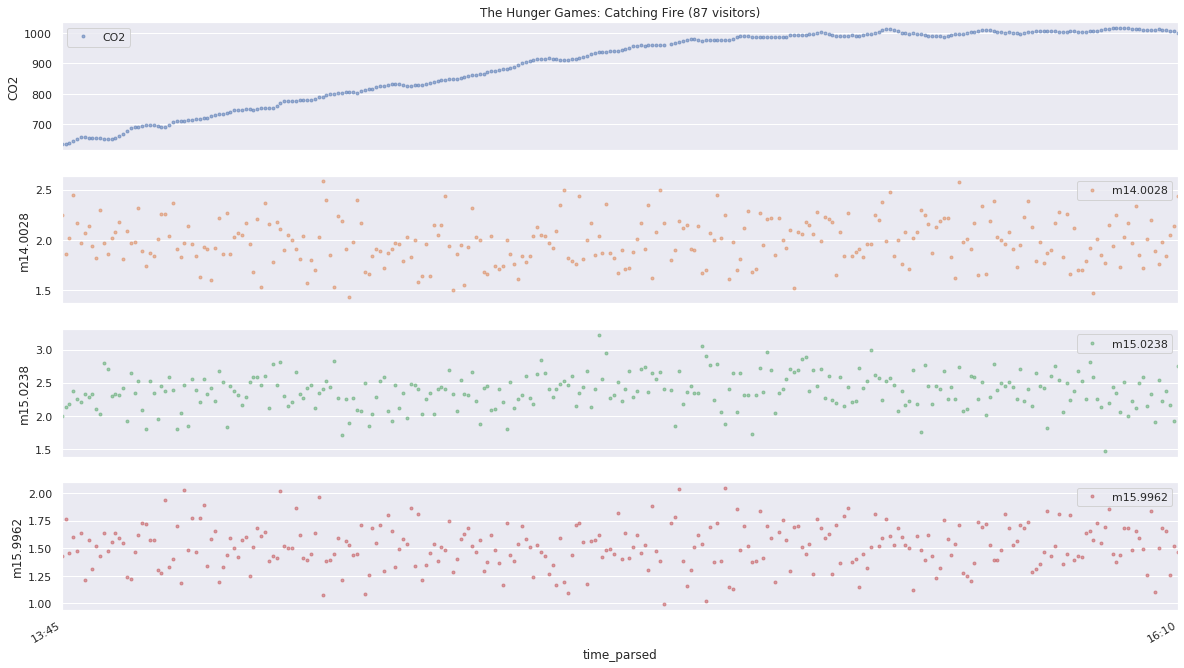 The Hunger Games: Catching Fire (87 visitors)
CO2
1000
900
800
700
CO2
m14.0028
2.5
2.0
1.5
m14.0028
m15.0238
3.0
2.5
2.0
1.5
m15.0238
m15.9962
2.00
1.75
1.50
1.25
1.00
m15.9962
13:45
16:10
time_parsed